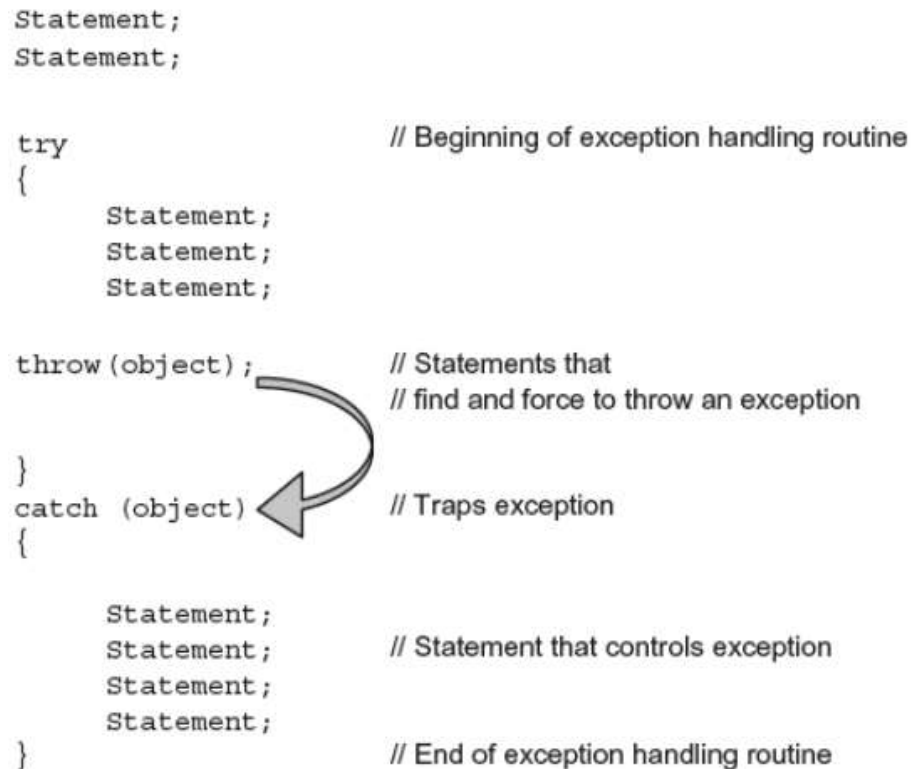 Statement;
Statement;
try // Beginning of exception handling routine
{
Statement;
Statement;
Statement;
throw(object); // Statements that
// find and force to throw an exception
}
catch (object) // Traps exception
{
Statement;
Statement; // Statement that controls exception
Statement;
Statement;
} // End of exception handling routine